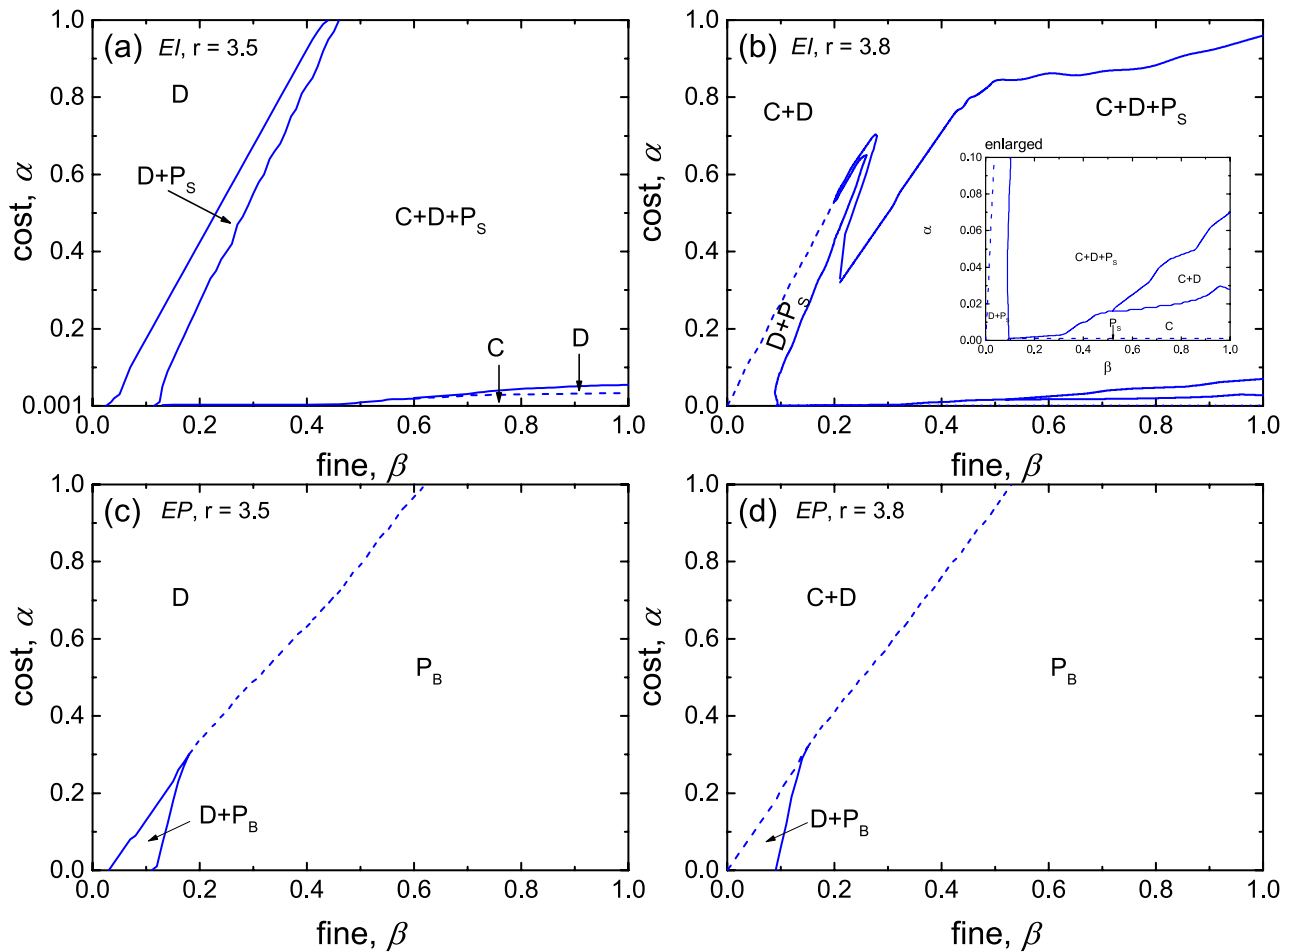 (a) EI, r = 3.5
D
D+P_S
C+D+P_S
C
D
1.0
0.8
0.6
0.4
0.2
0.001
cost, α
0.0 0.2 0.4 0.6 0.8 1.0
fine, β
(b) EI, r = 3.8
C+D
C+D+P_S
D+P_S
1.0
0.8
0.6
0.4
0.2
0.0
cost, α
0.0 0.2 0.4 0.6 0.8 1.0
fine, β
enlarged
0.10
0.08
0.06
0.04
0.02
0.00
α
C+D+P_S
C+D
D+P_S
P_S
C
0.0 0.2 0.4 0.6 0.8 1.0
β
(c) EP, r = 3.5
D
P_B
D+P_B
1.0
0.8
0.6
0.4
0.2
0.0
cost, α
0.0 0.2 0.4 0.6 0.8 1.0
fine, β
(d) EP, r = 3.8
C+D
P_B
D+P_B
1.0
0.8
0.6
0.4
0.2
0.0
cost, α
0.0 0.2 0.4 0.6 0.8 1.0
fine, β